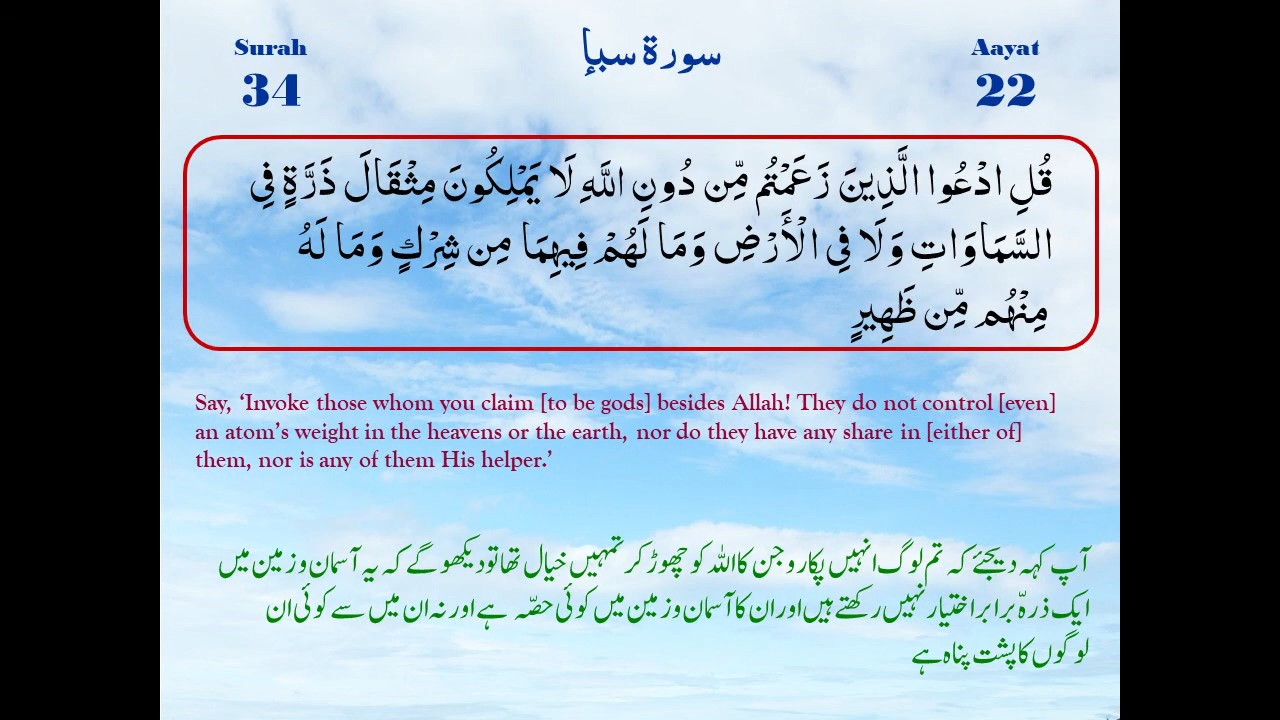 Surah
34
سورة سبإ
Aayat
22
قُلِ ادْعُوا الَّذِينَ زَعَمْتُم مِّن دُونِ اللَّهِ لَا يَمْلِكُونَ مِثْقَالَ ذَرَّةٍ فِي
السَّمَاوَاتِ وَلَا فِي الْأَرْضِ وَمَا لَهُمْ فِيهِمَا مِن شِرْكٍ وَمَا لَهُ
مِنْهُم مِّن ظَهِيرٍ
Say, ‘Invoke those whom you claim [to be gods] besides Allah! They do not control [even]
an atom’s weight in the heavens or the earth, nor do they have any share in [either of]
them, nor is any of them His helper.’
آپ کہہ دیجئے کہ تم لوگ انہیں پکارو جن کا اللہ کو چھوڑ کر تمہیں خیال تھا تو دیکھو گے کہ یہ آسمان و زمین میں
ایک ذرہّ برابر اختیار نہیں رکھتے ہیں اور ان کا آسمان و زمین میں کوئی حصّہ ہے اور نہ ان میں سے کوئی ان
لوگوں کا پشت پناہ ہے